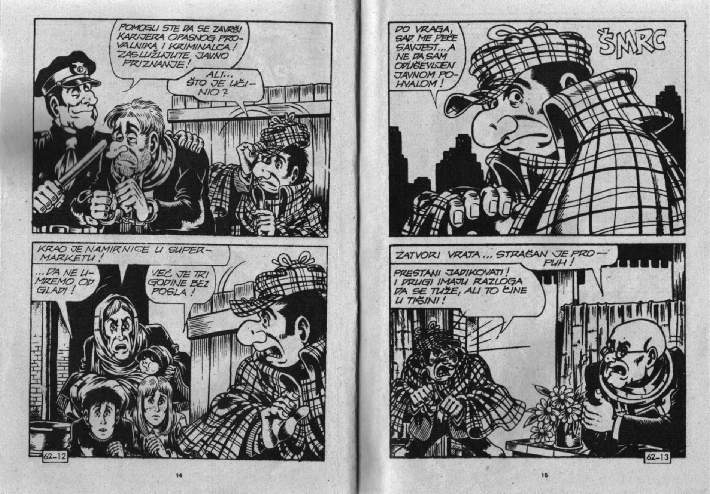 POMOGLI STE DA SE ZAVRŠI
KARIJERA OPASNOG PRO-
VALNIKA I KRIMINALCA!
ZASLUŽUJETE JAVNO
PRIZNANJE!
ALI...
ŠTO JE UČI-
NIO?
KRAO JE NAMIRNICE U SUPER-
MARKETU!
...DA NE U-
MREMO OD
GLADI!
VEĆ JE TRI
GODINE BEZ
POSLA!
62-12
14
DO VRAGA,
SAD ME PEČE
SAVJEST...A
NE DA SAM
ODUŠEVLJEN
JAVNOM PO-
HVALOM!
ŠMRC
ZATVORI VRATA... STRAŠAN JE PRO-
PUH!
PRESTANI JADIKOVATI!
I DRUGI IMAJU RAZLOGA
DA SE TUŽE, ALI TO ČINE
U TIŠINI!
62-13
15